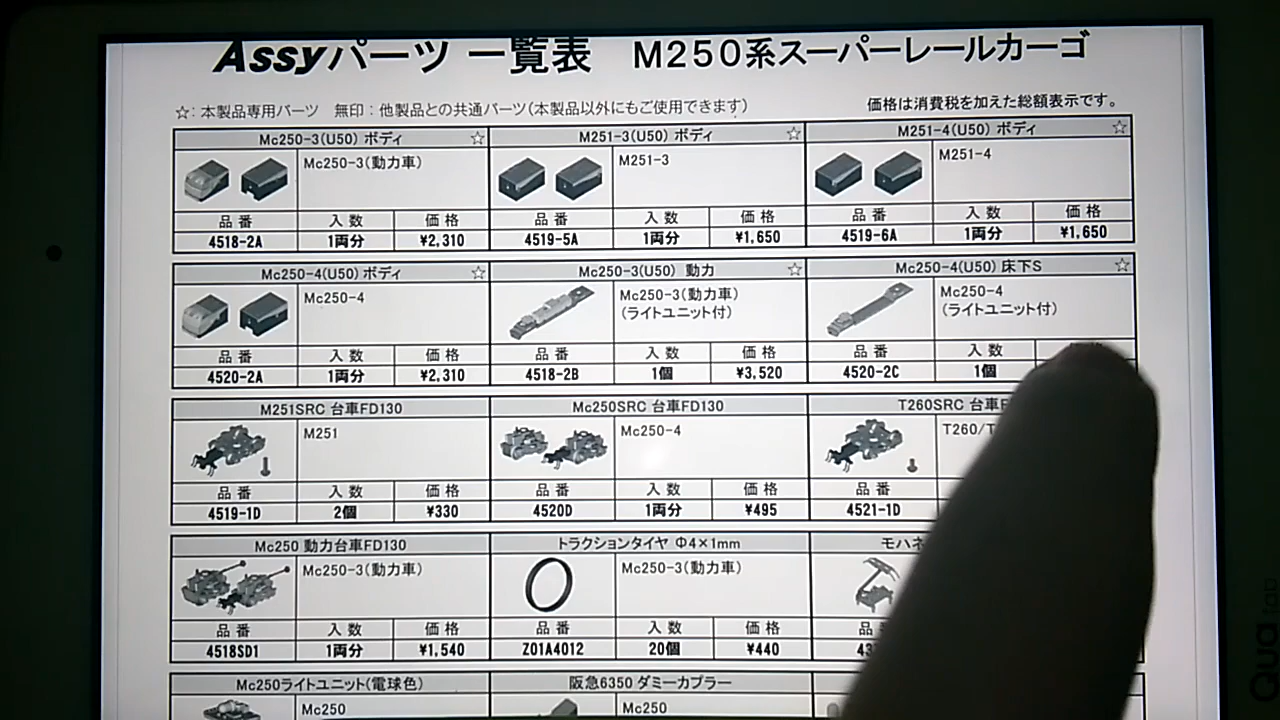 Assyパーツ 一覧表 M250系スーパーレールカーゴ
☆：本製品専用パーツ 無印：他製品との共通パーツ（本製品以外にもご使用できます） 価格は消費税を加えた総額表示です。
Mc250-3(U50) ボディ ☆ M251-3(U50) ボディ ☆ M251-4(U50) ボディ ☆
Mc250-3(動力車) M251-3 M251-4
品番 入数 価格 品番 入数 価格 品番 入数 価格
4518-2A 1両分 ¥2,310 4519-5A 1両分 ¥1,650 4519-6A 1両分 ¥1,650
Mc250-4(U50) ボディ ☆ Mc250-3(U50) 動力 ☆ Mc250-4(U50) 床下S ☆
Mc250-4 Mc250-3(動力車) Mc250-4
(ライトユニット付) (ライトユニット付)
品番 入数 価格 品番 入数 価格 品番 入数
4520-2A 1両分 ¥2,310 4518-2B 1個 ¥3,520 4520-2C 1個
M251SRC 台車FD130 Mc250SRC 台車FD130 T260SRC 台車
M251 Mc250-4 T260/
品番 入数 価格 品番 入数 価格 品番
4519-1D 2個 ¥330 4520D 1両分 ¥495 4521-1D
Mc250 動力台車FD130 トラクションタイヤ Φ4×1mm モハネ
Mc250-3(動力車) Mc250-3(動力車)
品番 入数 価格 品番 入数 価格
4518SD1 1両分 ¥1,540 Z01A4012 20個 ¥440
Mc250ライトユニット(電球色) 阪急6350 ダミーカプラー
Mc250 Mc250
Qua tab